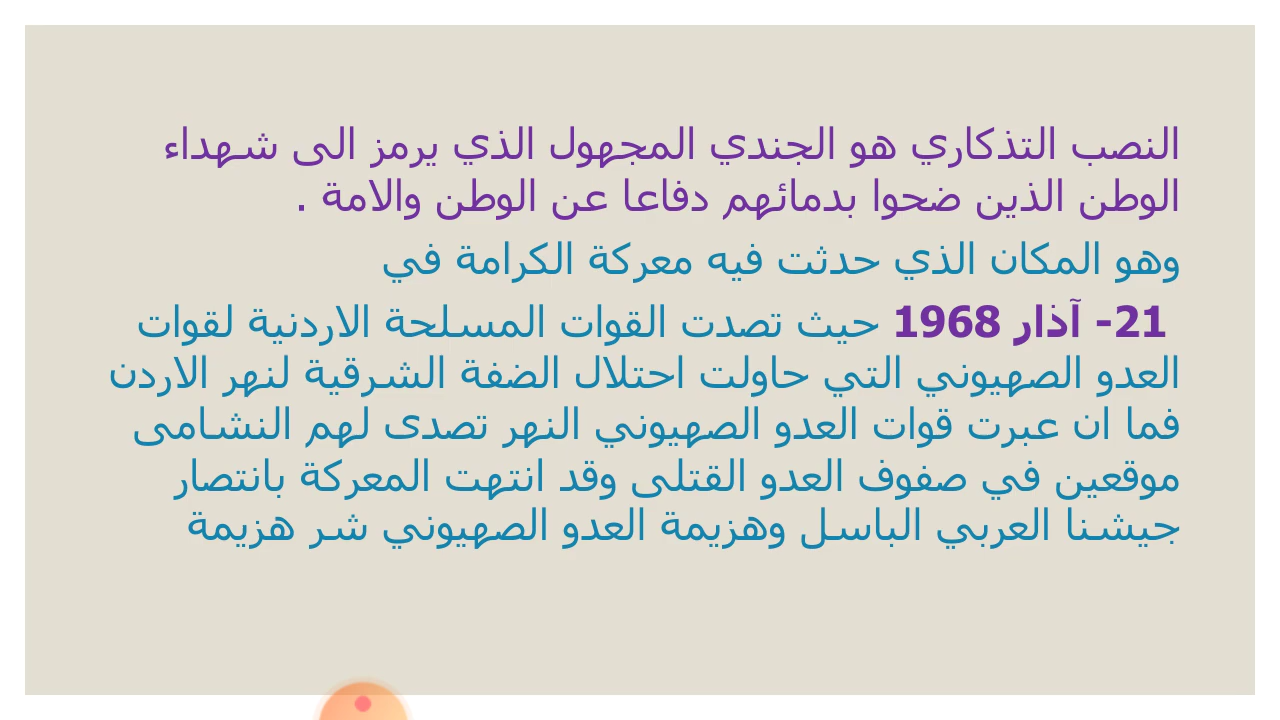 النصب التذكاري هو الجندي المجهول الذي يرمز الى شهداء
الوطن الذين ضحوا بدمائهم دفاعا عن الوطن والامة .
وهو المكان الذي حدثت فيه معركة الكرامة في
21- آذار 1968 حيث تصدت القوات المسلحة الاردنية لقوات
العدو الصهيوني التي حاولت احتلال الضفة الشرقية لنهر الاردن
فما ان عبرت قوات العدو الصهيوني النهر تصدى لهم النشامى
موقعين في صفوف العدو القتلى وقد انتهت المعركة بانتصار
جيشنا العربي الباسل وهزيمة العدو الصهيوني شر هزيمة